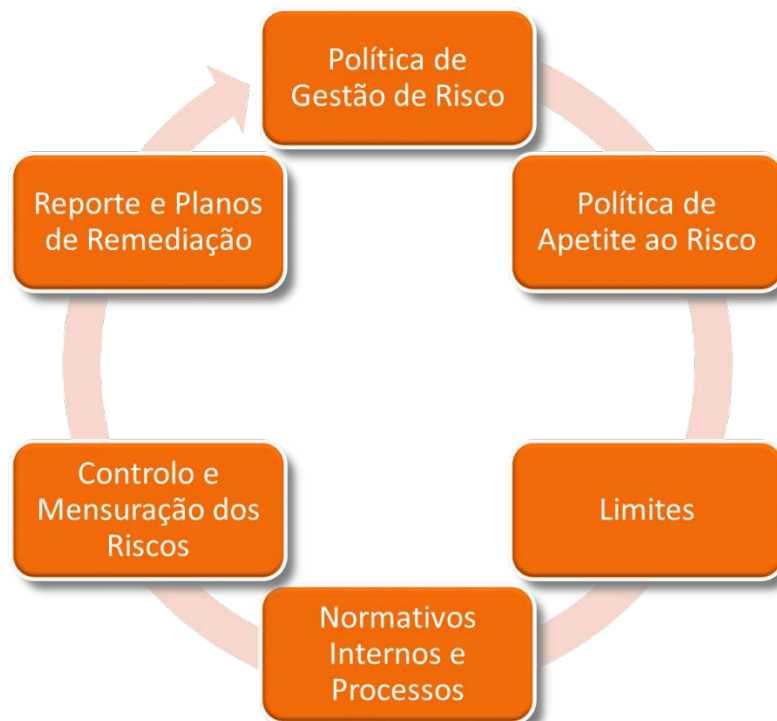 Política de
Gestão de Risco
Política de
Apetite ao Risco
Limites
Normativos
Internos e
Processos
Controlo e
Mensuração dos
Riscos
Reporte e Planos
de Remediação